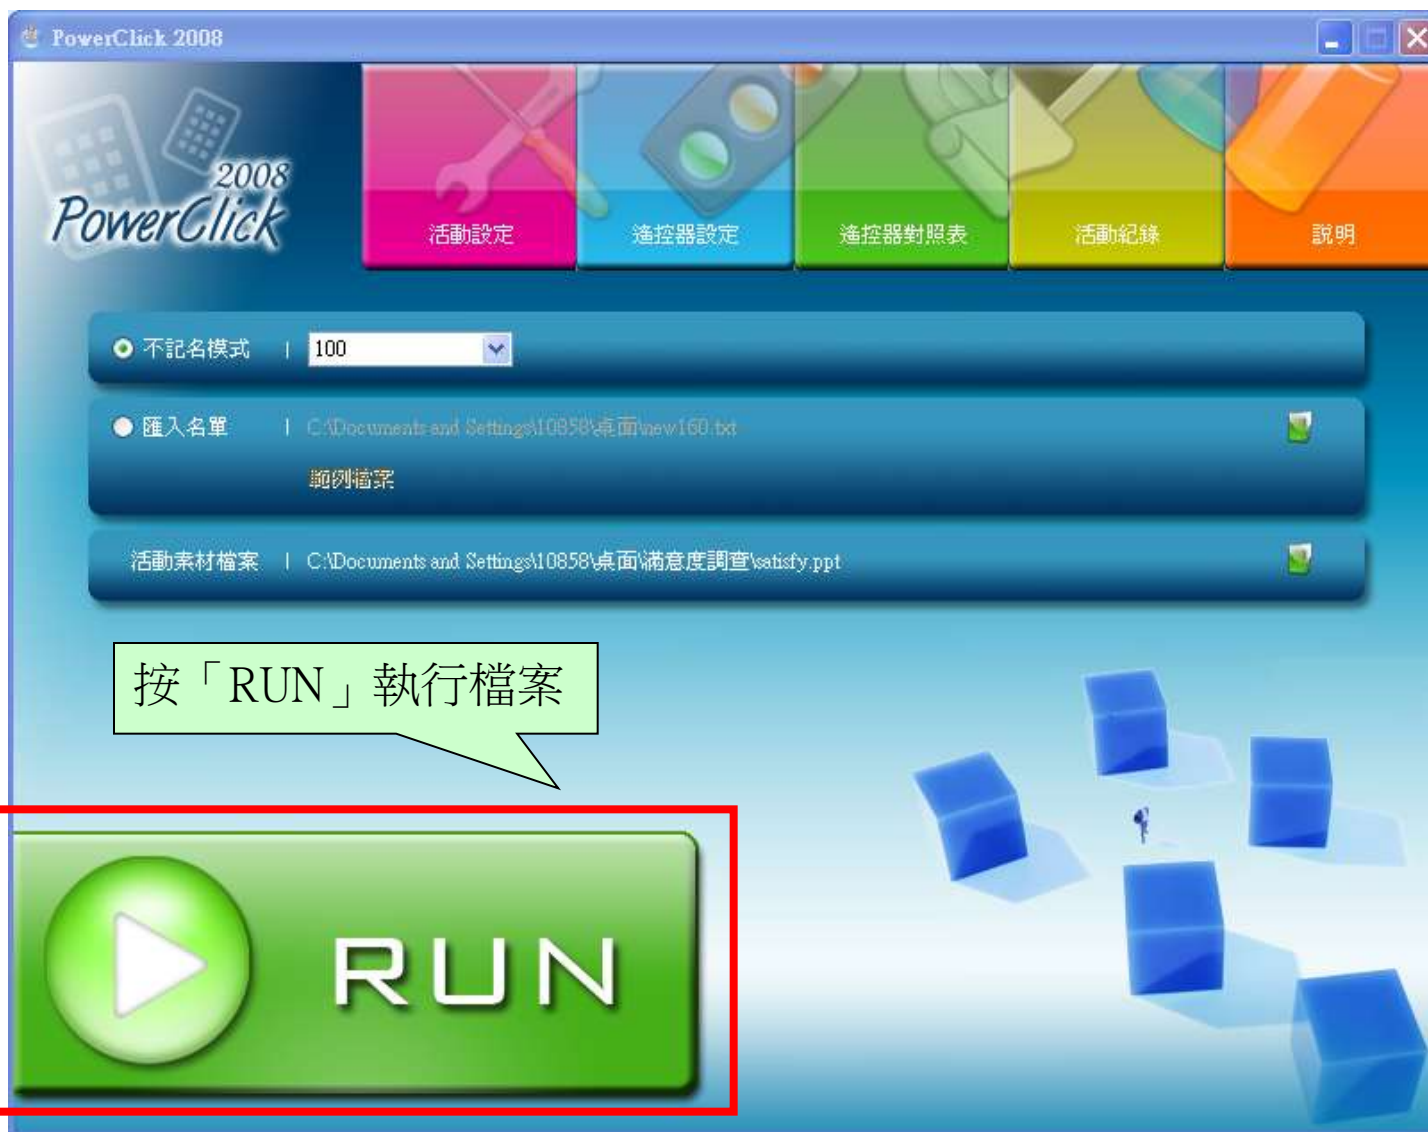 PowerClick 2008
2008
PowerClick
活動設定
遙控器設定
遙控器對照表
活動紀錄
說明
不記名模式 | 100
匯入名單 | C:\Documents and Settings\10858\桌面\new160.txt
範例檔案
活動素材檔案 | C:\Documents and Settings\10858\桌面\滿意度調查\satisfy.ppt
按「RUN」執行檔案
RUN